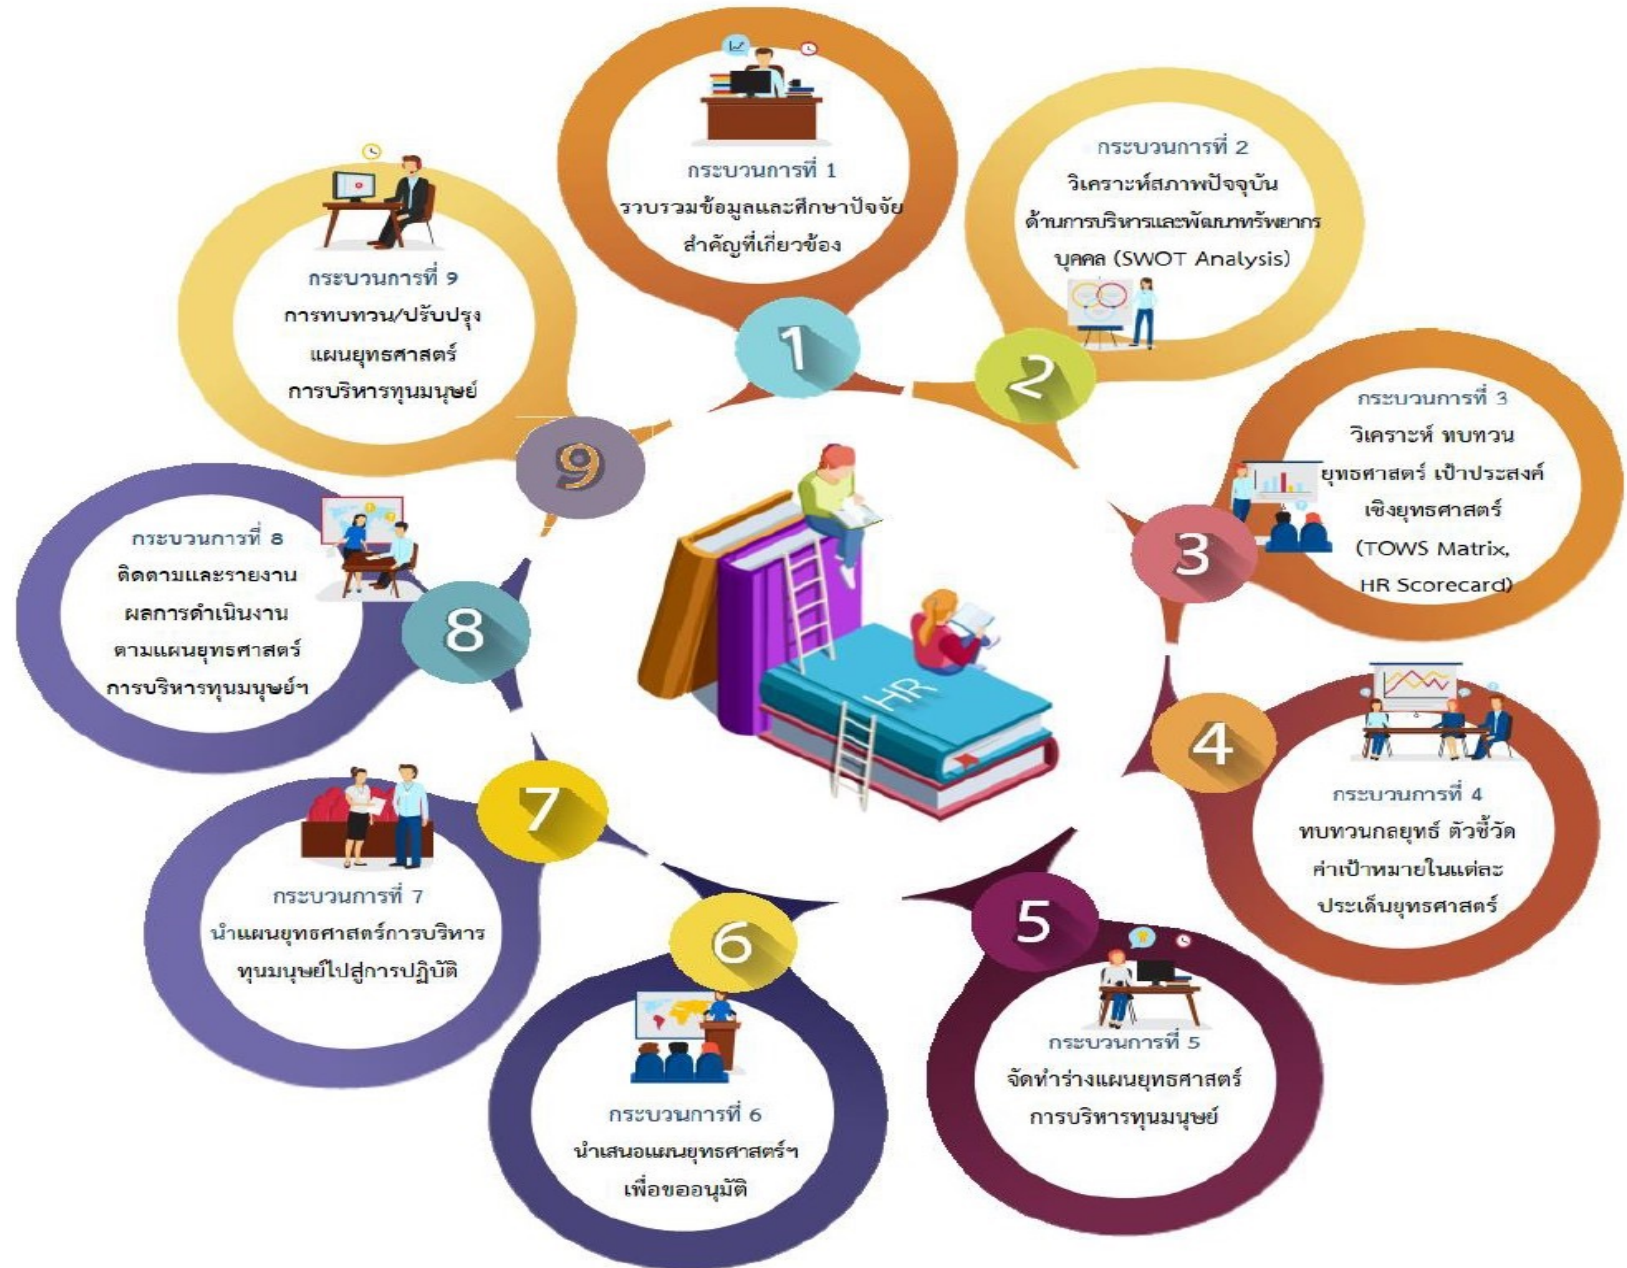 กระบวนการที่ 1
รวบรวมข้อมูลและศึกษาปัจจัย
สำคัญที่เกี่ยวข้อง
1
กระบวนการที่ 2
วิเคราะห์สภาพปัจจุบัน
ด้านการบริหารและพัฒนาทรัพยากร
บุคคล (SWOT Analysis)
2
กระบวนการที่ 3
วิเคราะห์ ทบทวน
ยุทธศาสตร์ เป้าประสงค์
เชิงยุทธศาสตร์
(TOWS Matrix,
HR Scorecard)
3
กระบวนการที่ 4
ทบทวนกลยุทธ์ ตัวชี้วัด
ค่าเป้าหมายในแต่ละ
ประเด็นยุทธศาสตร์
4
กระบวนการที่ 5
จัดทำร่างแผนยุทธศาสตร์
การบริหารทุนมนุษย์
5
กระบวนการที่ 6
นำเสนอแผนยุทธศาสตร์ฯ
เพื่อขออนุมัติ
6
กระบวนการที่ 7
นำแผนยุทธศาสตร์การบริหาร
ทุนมนุษย์ไปสู่การปฏิบัติ
7
กระบวนการที่ 8
ติดตามและรายงาน
ผลการดำเนินงาน
ตามแผนยุทธศาสตร์
การบริหารทุนมนุษย์ฯ
8
กระบวนการที่ 9
การทบทวน/ปรับปรุง
แผนยุทธศาสตร์
การบริหารทุนมนุษย์
9
HR